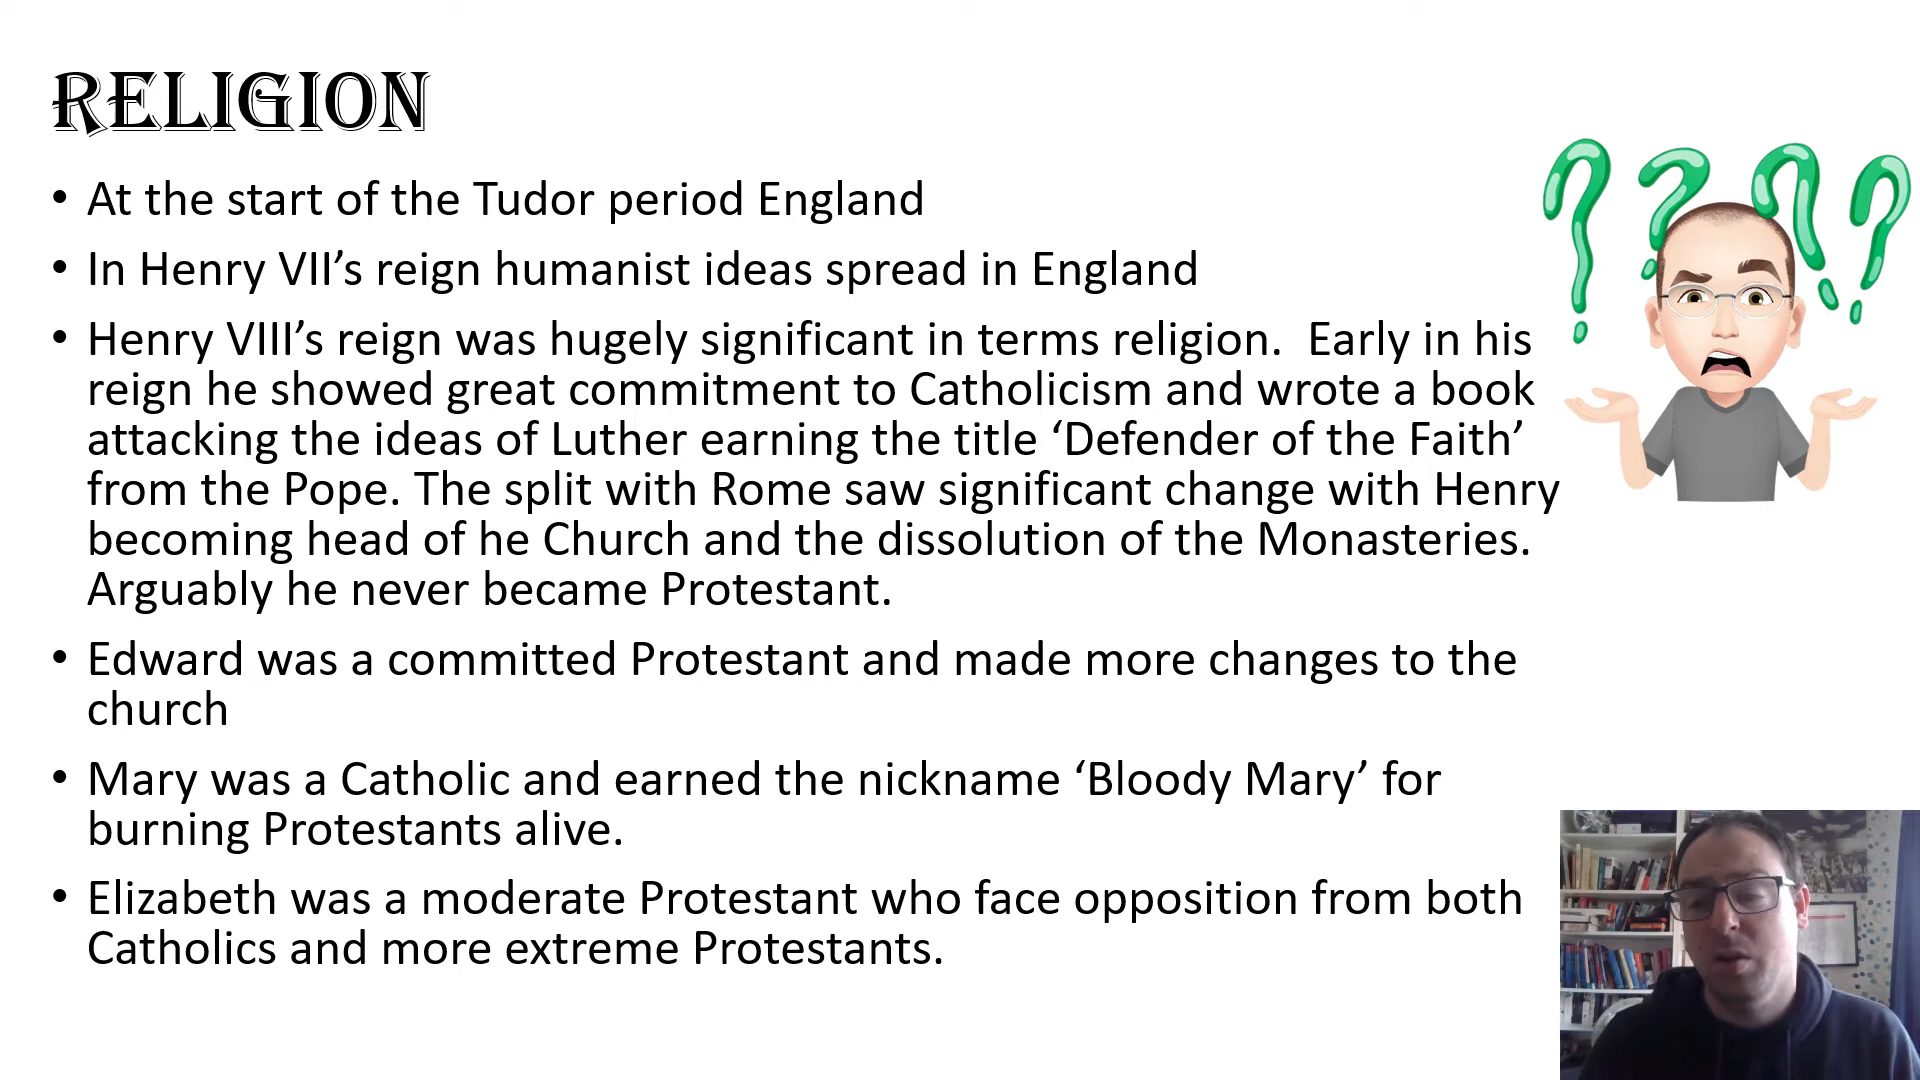 RELIGION
• At the start of the Tudor period England
• In Henry VII’s reign humanist ideas spread in England
• Henry VIII’s reign was hugely significant in terms religion.  Early in his
reign he showed great commitment to Catholicism and wrote a book
attacking the ideas of Luther earning the title ‘Defender of the Faith’
from the Pope. The split with Rome saw significant change with Henry
becoming head of he Church and the dissolution of the Monasteries.
Arguably he never became Protestant.
• Edward was a committed Protestant and made more changes to the
church
• Mary was a Catholic and earned the nickname ‘Bloody Mary’ for
burning Protestants alive.
• Elizabeth was a moderate Protestant who face opposition from both
Catholics and more extreme Protestants.